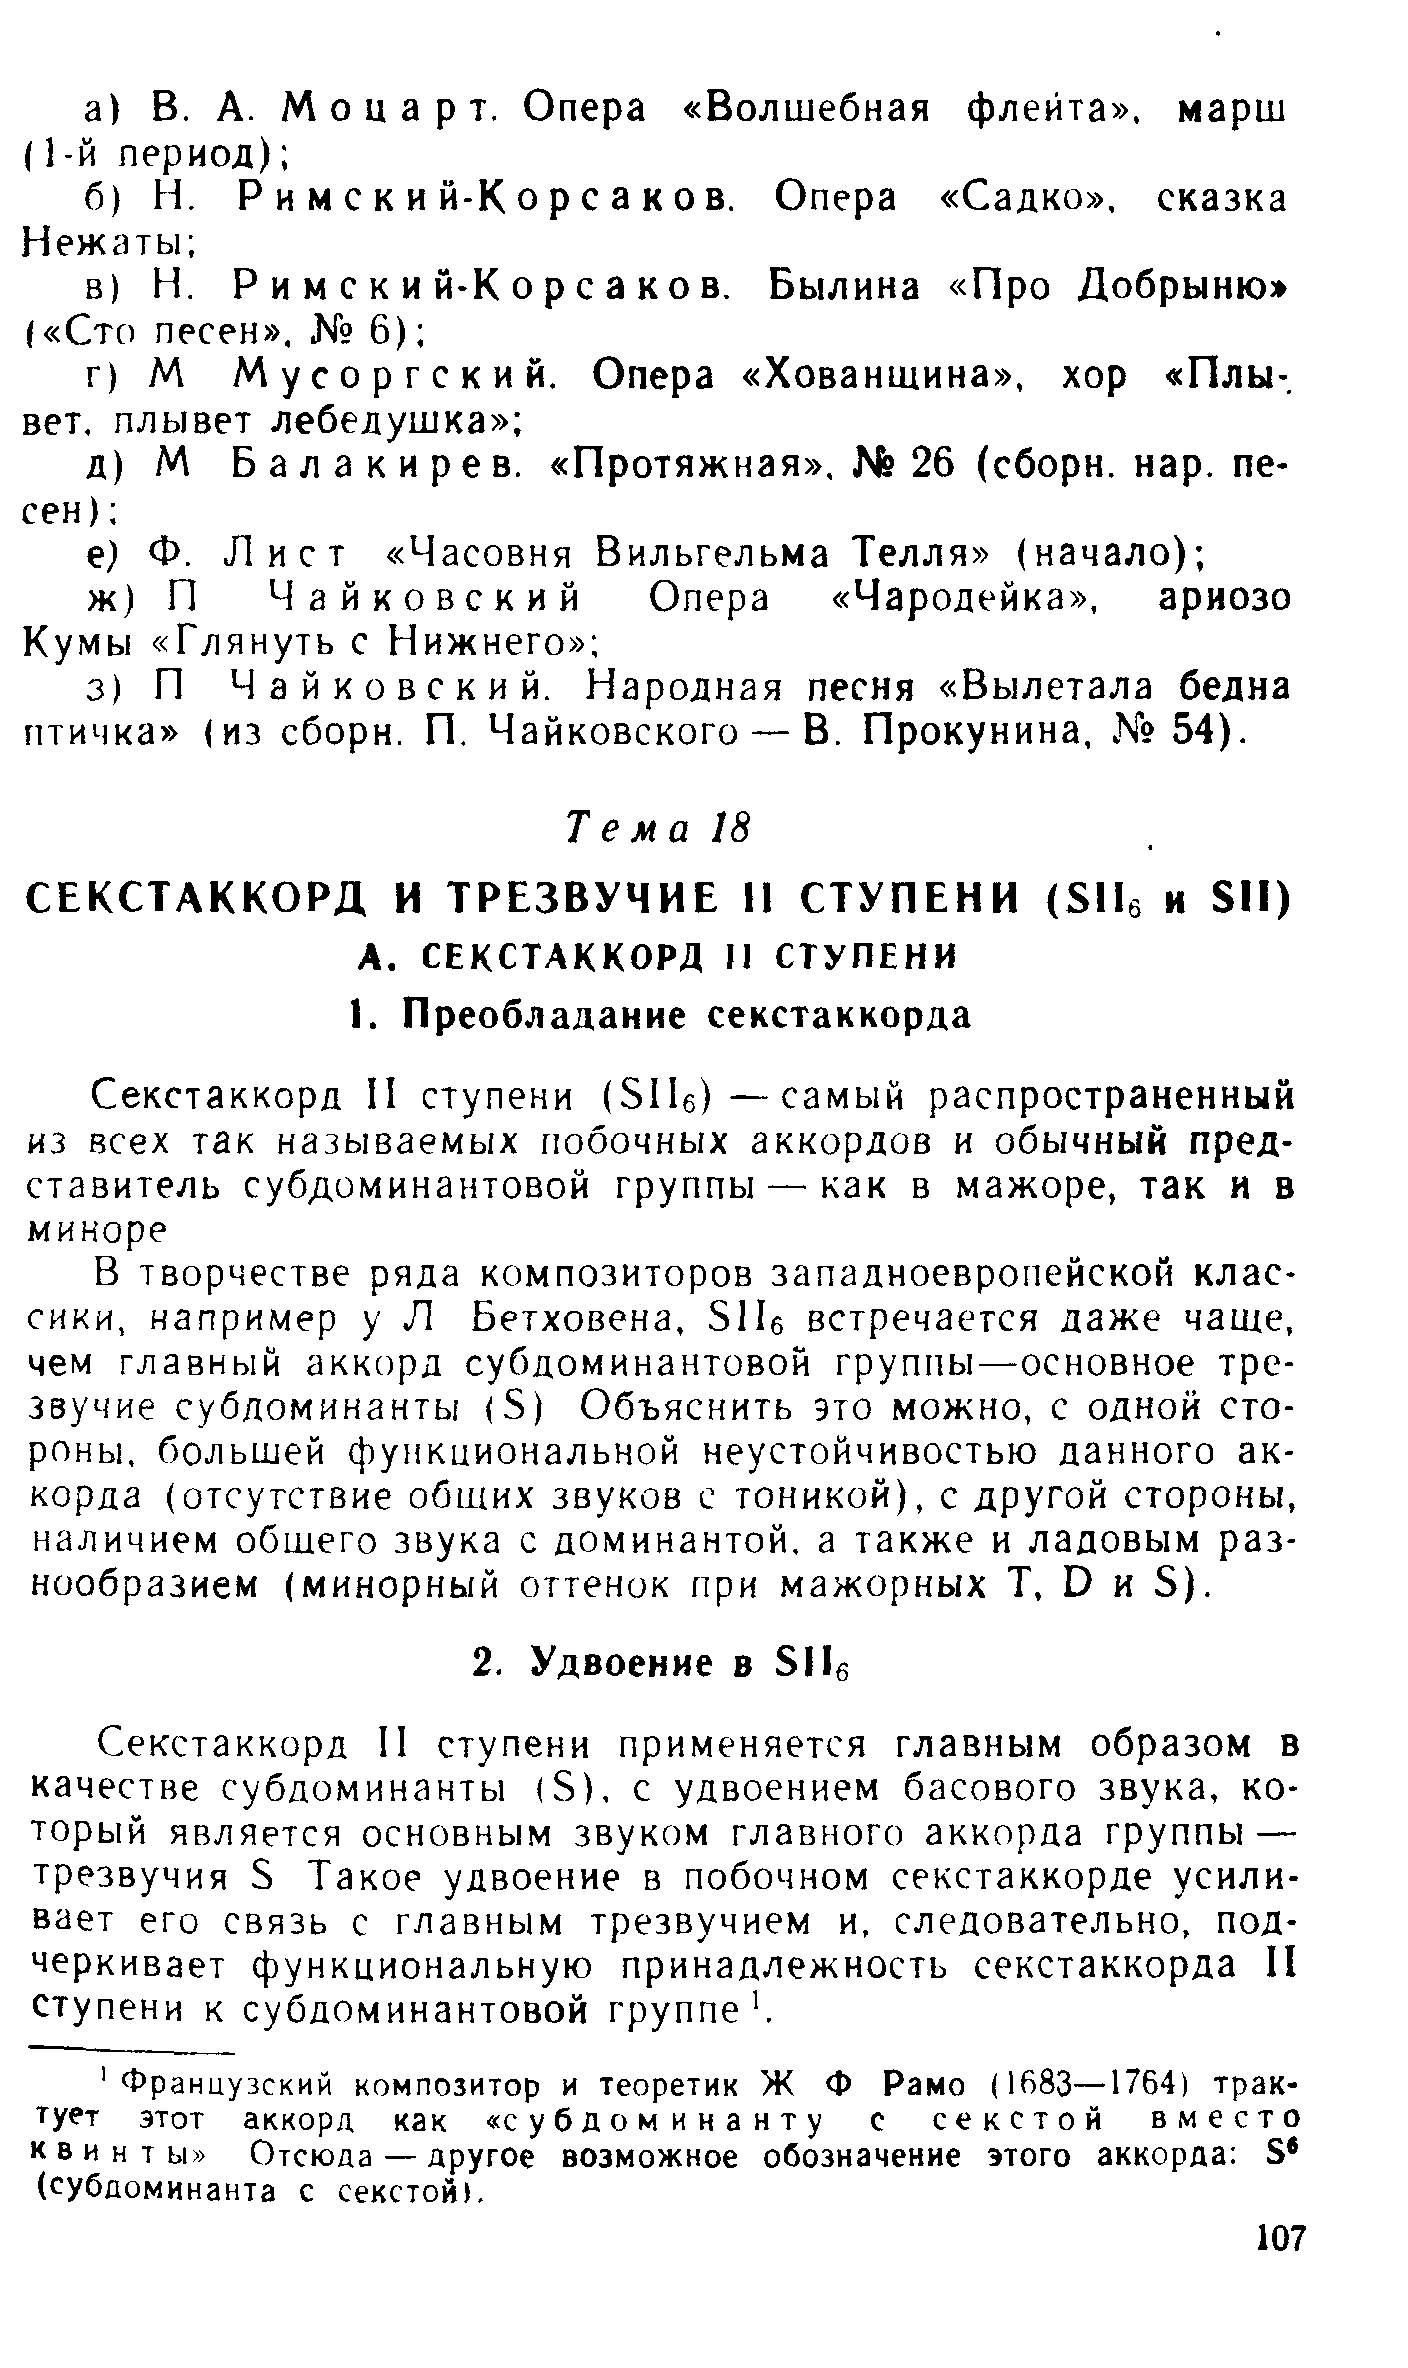 а) В. А. Моцарт. Опера «Волшебная флейта», марш
(1-й период);
б) Н. Римский-Корсаков. Опера «Садко», сказка
Нежаты;
в) Н. Римский-Корсаков. Былина «Про Добрыню»
(«Сто песен», № 6);
г) М Мусоргский. Опера «Хованщина», хор «Плы-
вет, плывет лебедушка»;
д) М Балакирев. «Протяжная», № 26 (сборн. нар. пе-
сен);
е) Ф. Лист «Часовня Вильгельма Телля» (начало);
ж) П Чайковский Опера «Чародейка», ариозо
Кумы «Глянуть с Нижнего»;
з) П Чайковский. Народная песня «Вылетала бедна
птичка» (из сборн. П. Чайковского — В. Прокунина, № 54).
Тема 18
СЕКСТАККОРД И ТРЕЗВУЧИЕ II СТУПЕНИ (SII₆ и SII)
А. СЕКСТАККОРД II СТУПЕНИ
1. Преобладание секстаккорда
Секстаккорд II ступени (SII₆) — самый распространенный
из всех так называемых побочных аккордов и обычный пред-
ставитель субдоминантовой группы — как в мажоре, так и в
миноре
В творчестве ряда композиторов западноевропейской клас-
сики, например у Л Бетховена, SII₆ встречается даже чаще,
чем главный аккорд субдоминантовой группы—основное тре-
звучие субдоминанты (S) Объяснить это можно, с одной сто-
роны, большей функциональной неустойчивостью данного ак-
корда (отсутствие общих звуков с тоникой), с другой стороны,
наличием общего звука с доминантой, а также и ладовым раз-
нообразием (минорный оттенок при мажорных Т, D и S).
2. Удвоение в SII₆
Секстаккорд II ступени применяется главным образом в
качестве субдоминанты (S), с удвоением басового звука, ко-
торый является основным звуком главного аккорда группы —
трезвучия S Такое удвоение в побочном секстаккорде усили-
вает его связь с главным трезвучием и, следовательно, под-
черкивает функциональную принадлежность секстаккорда II
ступени к субдоминантовой группе ¹.
¹ Французский композитор и теоретик Ж Ф Рамо (1683—1764) трак-
тует этот аккорд как «субдоминанту с секстой вместо
квинты» Отсюда — другое возможное обозначение этого аккорда: S⁶
(субдоминанта с секстой).
107